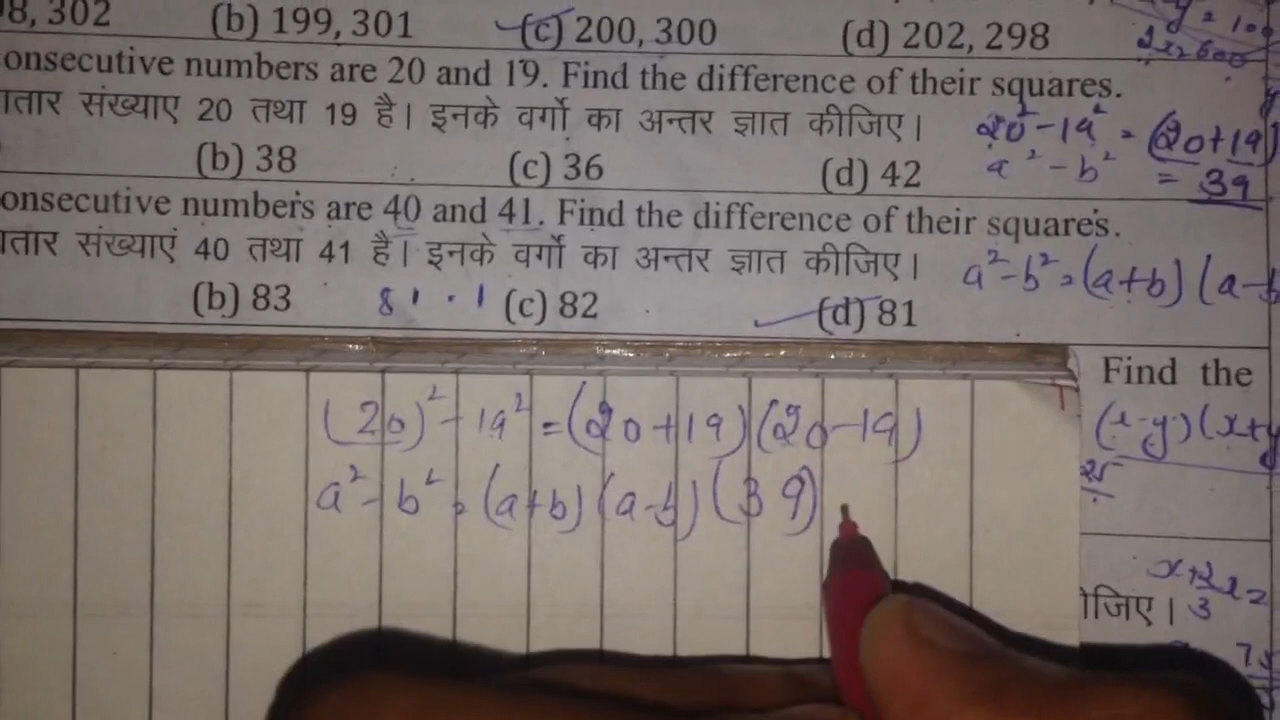 8, 302 (b) 199, 301 (c) 200, 300 (d) 202, 298
2x=600
onsecutive numbers are 20 and 19. Find the difference of their squares.
तार संख्याए 20 तथा 19 है। इनके वर्गो का अन्तर ज्ञात कीजिए। 20² - 19² = (20+19)
(b) 38 (c) 36 (d) 42 a² - b² = 39
onsecutive numbers are 40 and 41. Find the difference of their squares.
तार संख्याएं 40 तथा 41 है। इनके वर्गो का अन्तर ज्ञात कीजिए। a² - b² = (a+b) (a-b
(b) 83 81 · 1 (c) 82 (d) 81
Find the
(20)² - 19² = (20+19) (20-19) (x-y) (x+y
25
a² - b² = (a+b) (a-b) (39)
जिए।